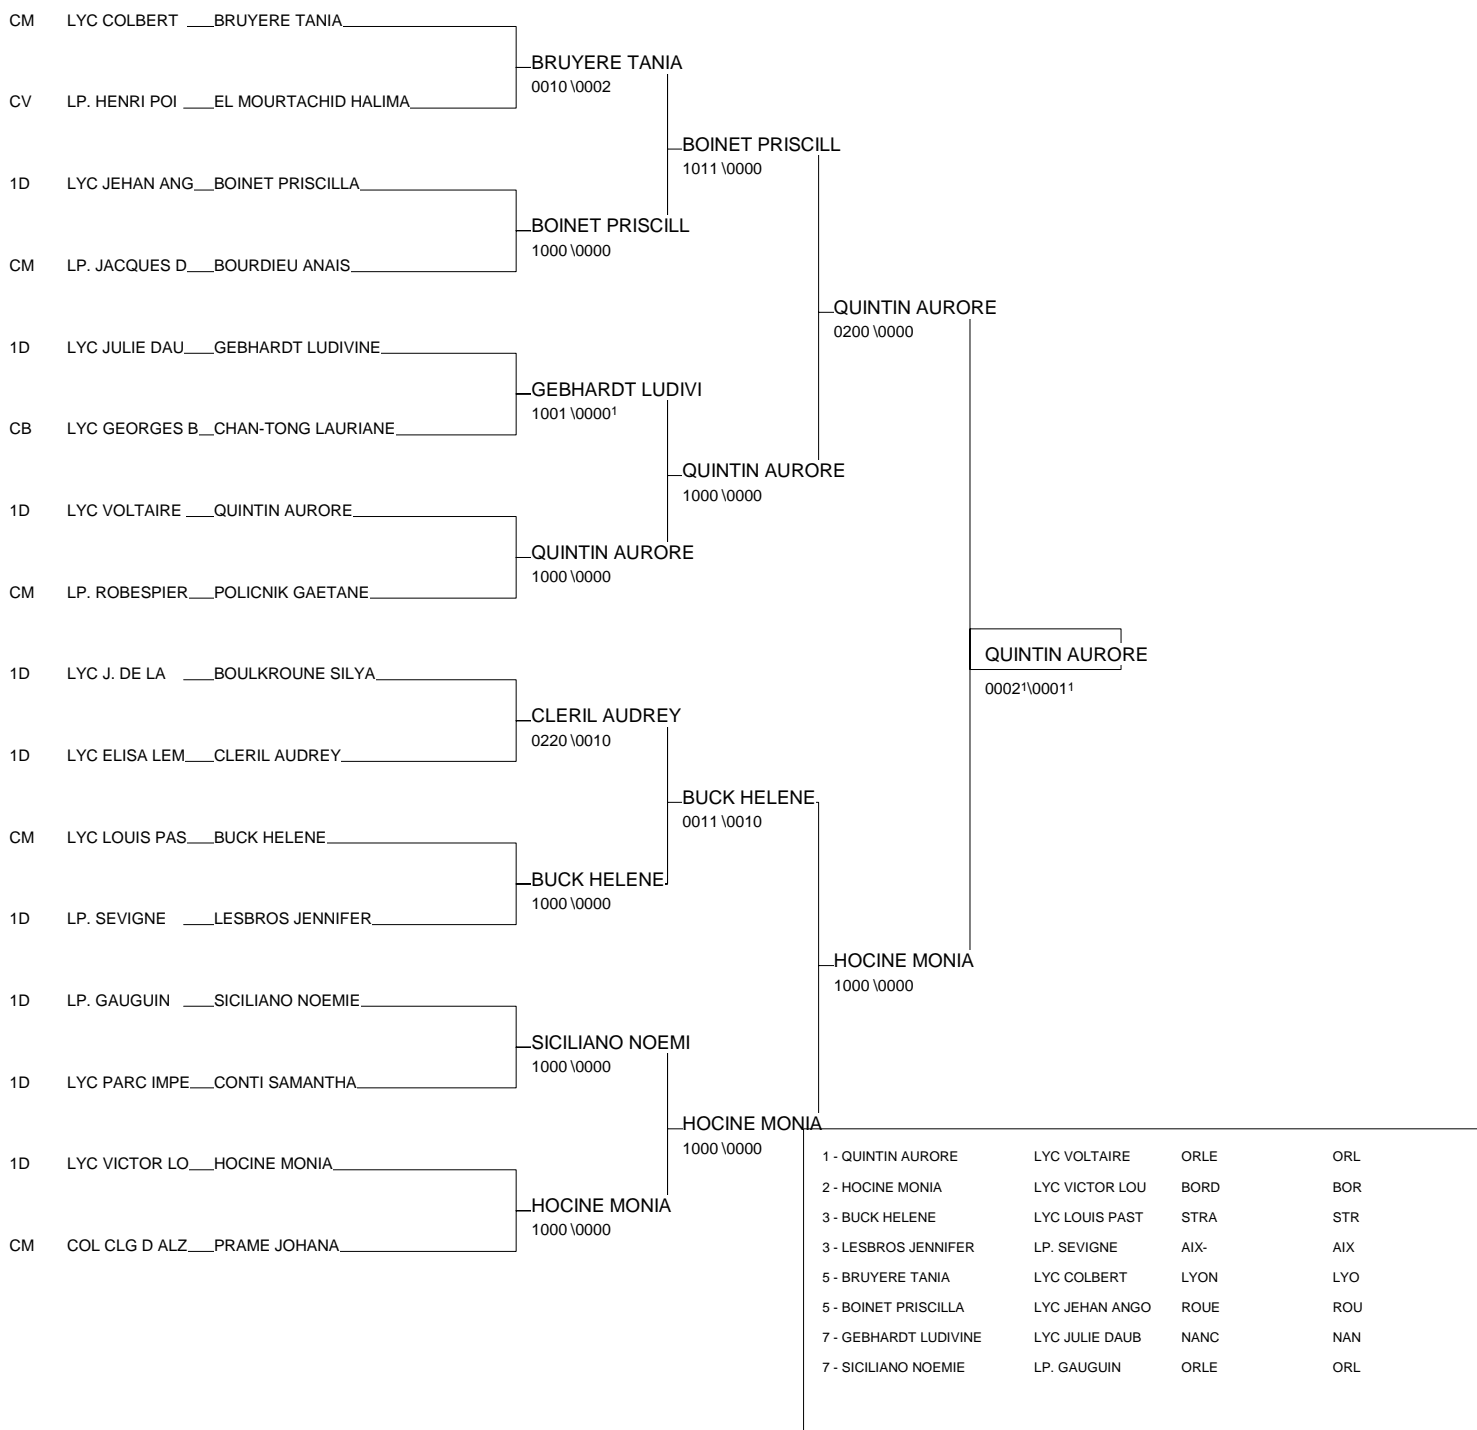 CM LYC COLBERT BRUYERE TANIA
BRUYERE TANIA
0010 \0002
CV LP. HENRI POI EL MOURTACHID HALIMA
BOINET PRISCILL
1011 \0000
1D LYC JEHAN ANG BOINET PRISCILLA
BOINET PRISCILL
1000 \0000
CM LP. JACQUES D BOURDIEU ANAIS
QUINTIN AURORE
0200 \0000
1D LYC JULIE DAU GEBHARDT LUDIVINE
GEBHARDT LUDIVI
1001 \0000¹
CB LYC GEORGES B CHAN-TONG LAURIANE
QUINTIN AURORE
1000 \0000
1D LYC VOLTAIRE QUINTIN AURORE
QUINTIN AURORE
1000 \0000
CM LP. ROBESPIER POLICNIK GAETANE
QUINTIN AURORE
0002¹\0001¹
1D LYC J. DE LA BOULKROUNE SILYA
CLERIL AUDREY
0220 \0010
1D LYC ELISA LEM CLERIL AUDREY
BUCK HELENE
0011 \0010
CM LYC LOUIS PAS BUCK HELENE
BUCK HELENE
1000 \0000
1D LP. SEVIGNE LESBROS JENNIFER
HOCINE MONIA
1000 \0000
1D LP. GAUGUIN SICILIANO NOEMIE
SICILIANO NOEMI
1000 \0000
1D LYC PARC IMPE CONTI SAMANTHA
HOCINE MONIA
1000 \0000
1D LYC VICTOR LO HOCINE MONIA
HOCINE MONIA
1000 \0000
CM COL CLG D ALZ PRAME JOHANA
1 - QUINTIN AURORE LYC VOLTAIRE ORLE ORL
2 - HOCINE MONIA LYC VICTOR LOU BORD BOR
3 - BUCK HELENE LYC LOUIS PAST STRA STR
3 - LESBROS JENNIFER LP. SEVIGNE AIX- AIX
5 - BRUYERE TANIA LYC COLBERT LYON LYO
5 - BOINET PRISCILLA LYC JEHAN ANGO ROUE ROU
7 - GEBHARDT LUDIVINE LYC JULIE DAUB NANC NAN
7 - SICILIANO NOEMIE LP. GAUGUIN ORLE ORL